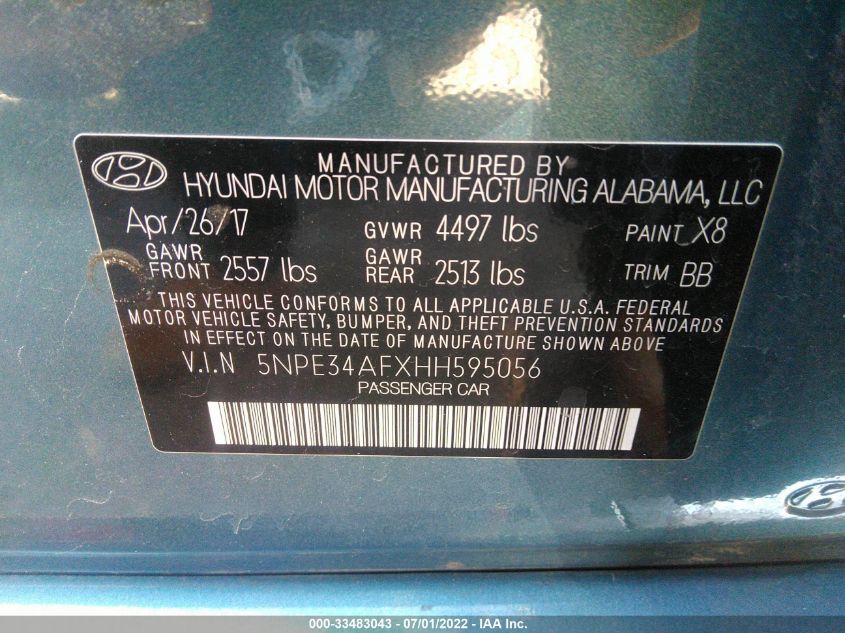 MANUFACTURED BY
HYUNDAI MOTOR MANUFACTURING ALABAMA, LLC
Apr/26/17 GVWR 4497 lbs PAINT X8
GAWR FRONT 2557 lbs GAWR REAR 2513 lbs TRIM BB
THIS VEHICLE CONFORMS TO ALL APPLICABLE U.S.A. FEDERAL
MOTOR VEHICLE SAFETY, BUMPER, AND THEFT PREVENTION STANDARDS
IN EFFECT ON THE DATE OF MANUFACTURE SHOWN ABOVE
V.I.N 5NPE34AFXHH595056
PASSENGER CAR
000-33483043 - 07/01/2022 - IAA Inc.